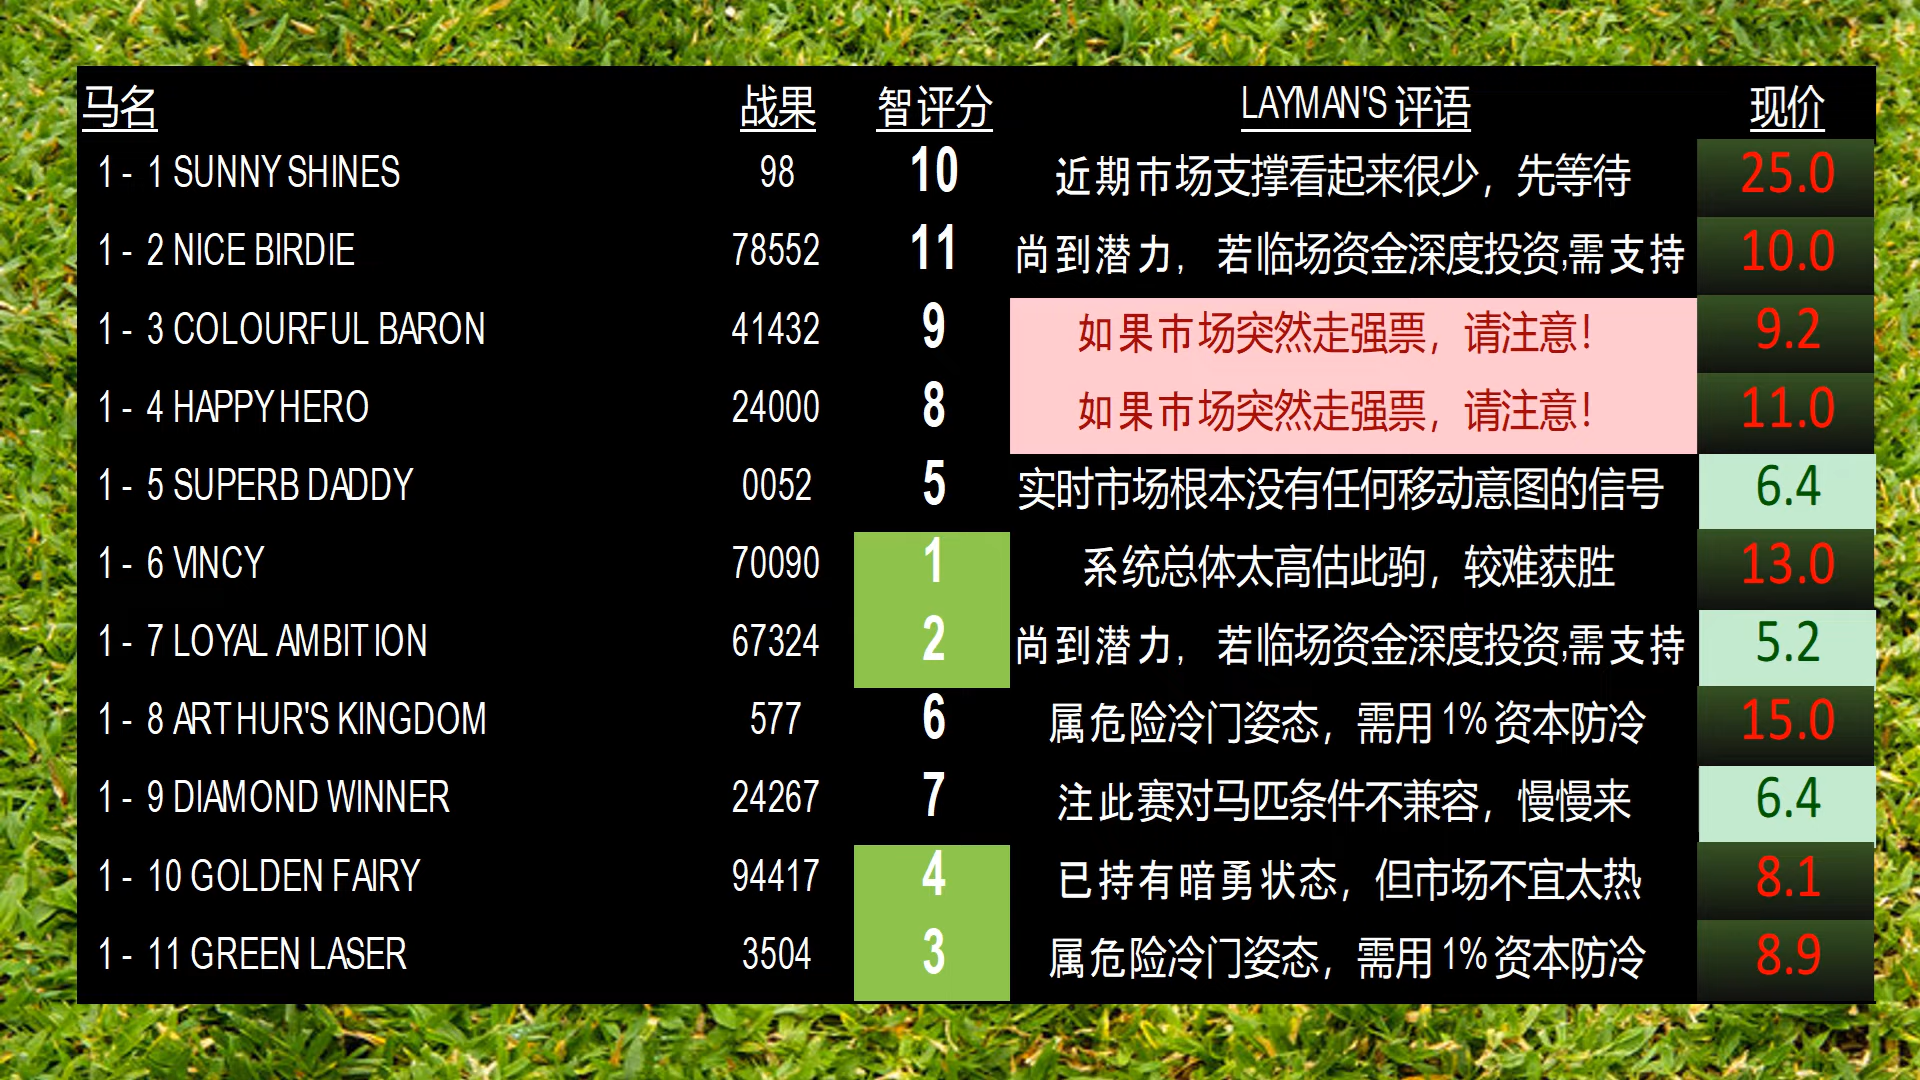 马名 战果 智评分 LAYMAN'S 评语 现价
1 - 1 SUNNY SHINES 98 10 近期市场支撑看起来很少，先等待 25.0
1 - 2 NICE BIRDIE 78552 11 尚到潜力，若临场资金深度投资,需支持 10.0
1 - 3 COLOURFUL BARON 41432 9 如果市场突然走强票，请注意！ 9.2
1 - 4 HAPPY HERO 24000 8 如果市场突然走强票，请注意！ 11.0
1 - 5 SUPERB DADDY 0052 5 实时市场根本没有任何移动意图的信号 6.4
1 - 6 VINCY 70090 1 系统总体太高估此驹，较难获胜 13.0
1 - 7 LOYAL AMBITION 67324 2 尚到潜力，若临场资金深度投资,需支持 5.2
1 - 8 ARTHUR'S KINGDOM 577 6 属危险冷门姿态，需用 1% 资本防冷 15.0
1 - 9 DIAMOND WINNER 24267 7 注此赛对马匹条件不兼容，慢慢来 6.4
1 - 10 GOLDEN FAIRY 94417 4 已持有暗勇状态，但市场不宜太热 8.1
1 - 11 GREEN LASER 3504 3 属危险冷门姿态，需用 1% 资本防冷 8.9